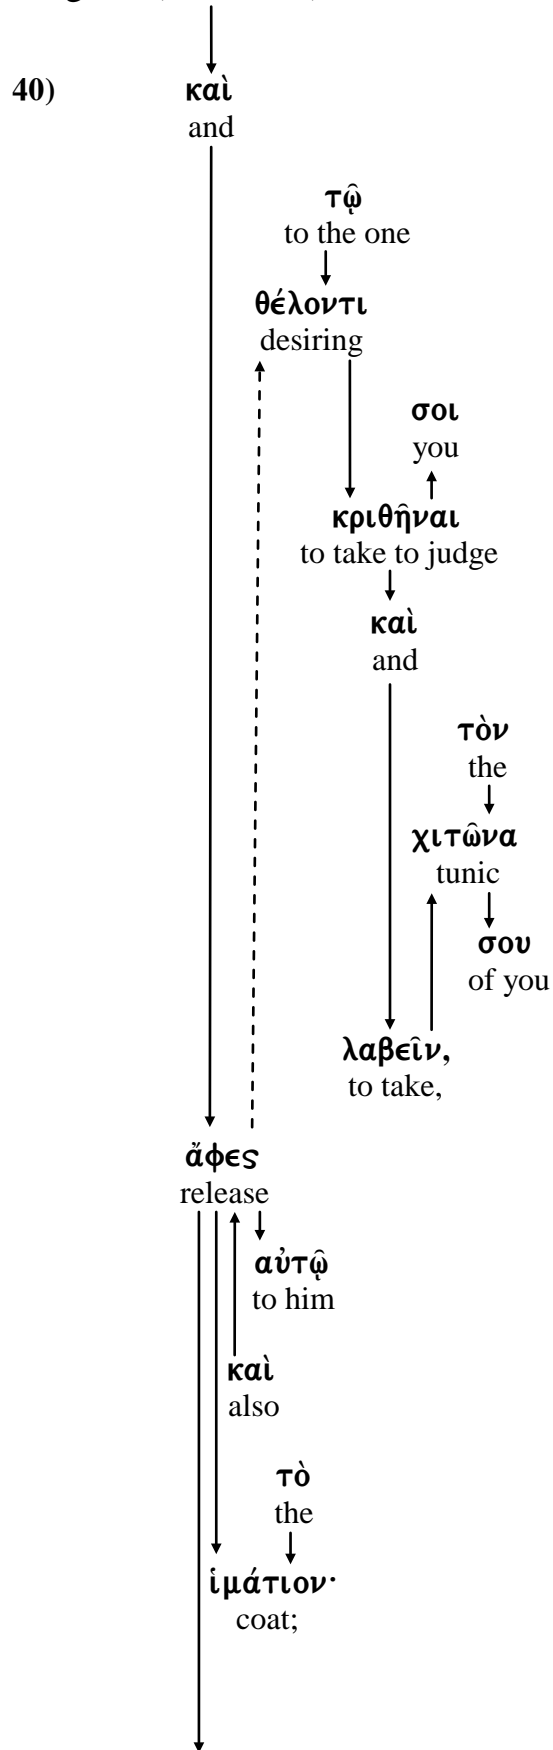 40) καὶ
and
τῷ
to the one
θέλοντι
desiring
σοι
you
κριθῆναι
to take to judge
καὶ
and
τὸν
the
χιτῶνα
tunic
σου
of you
λαβεῖν,
to take,
ἄφες
release
αὐτῷ
to him
καὶ
also
τὸ
the
ἱμάτιον·
coat;